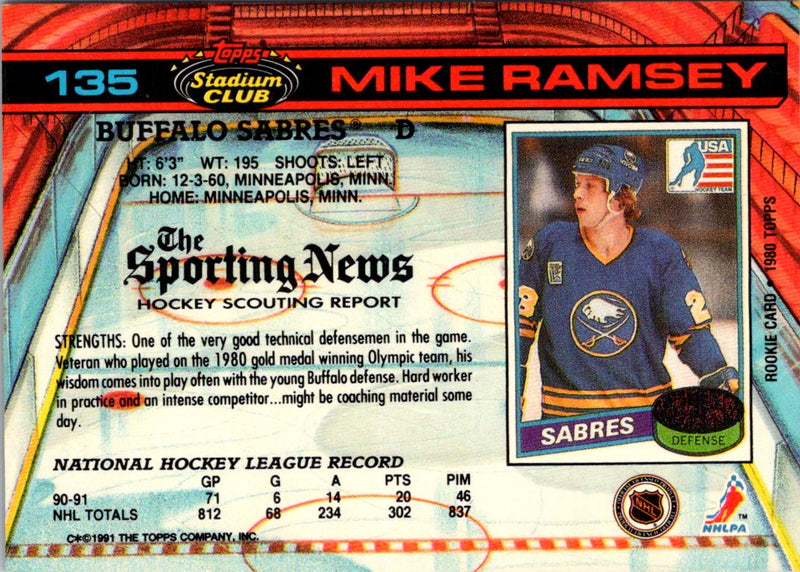 135 Topps Stadium CLUB MIKE RAMSEY
BUFFALO SABRES® D
HT: 6'3" WT: 195 SHOOTS: LEFT
BORN: 12-3-60, MINNEAPOLIS, MINN.
HOME: MINNEAPOLIS, MINN.
The
Sporting News
HOCKEY SCOUTING REPORT
STRENGTHS: One of the very good technical defensemen in the game.
Veteran who played on the 1980 gold medal winning Olympic team, his
wisdom comes into play often with the young Buffalo defense. Hard worker
in practice and an intense competitor...might be coaching material some
day.
NATIONAL HOCKEY LEAGUE RECORD
GP G A PTS PIM
90-91 71 6 14 20 46
NHL TOTALS 812 68 234 302 837
C*©1991 THE TOPPS COMPANY, INC.
USA
HOCKEY TEAM
2
SABRES
DEFENSE
ROOKIE CARD • 1980 TOPPS
NHL
NHLPA
TM